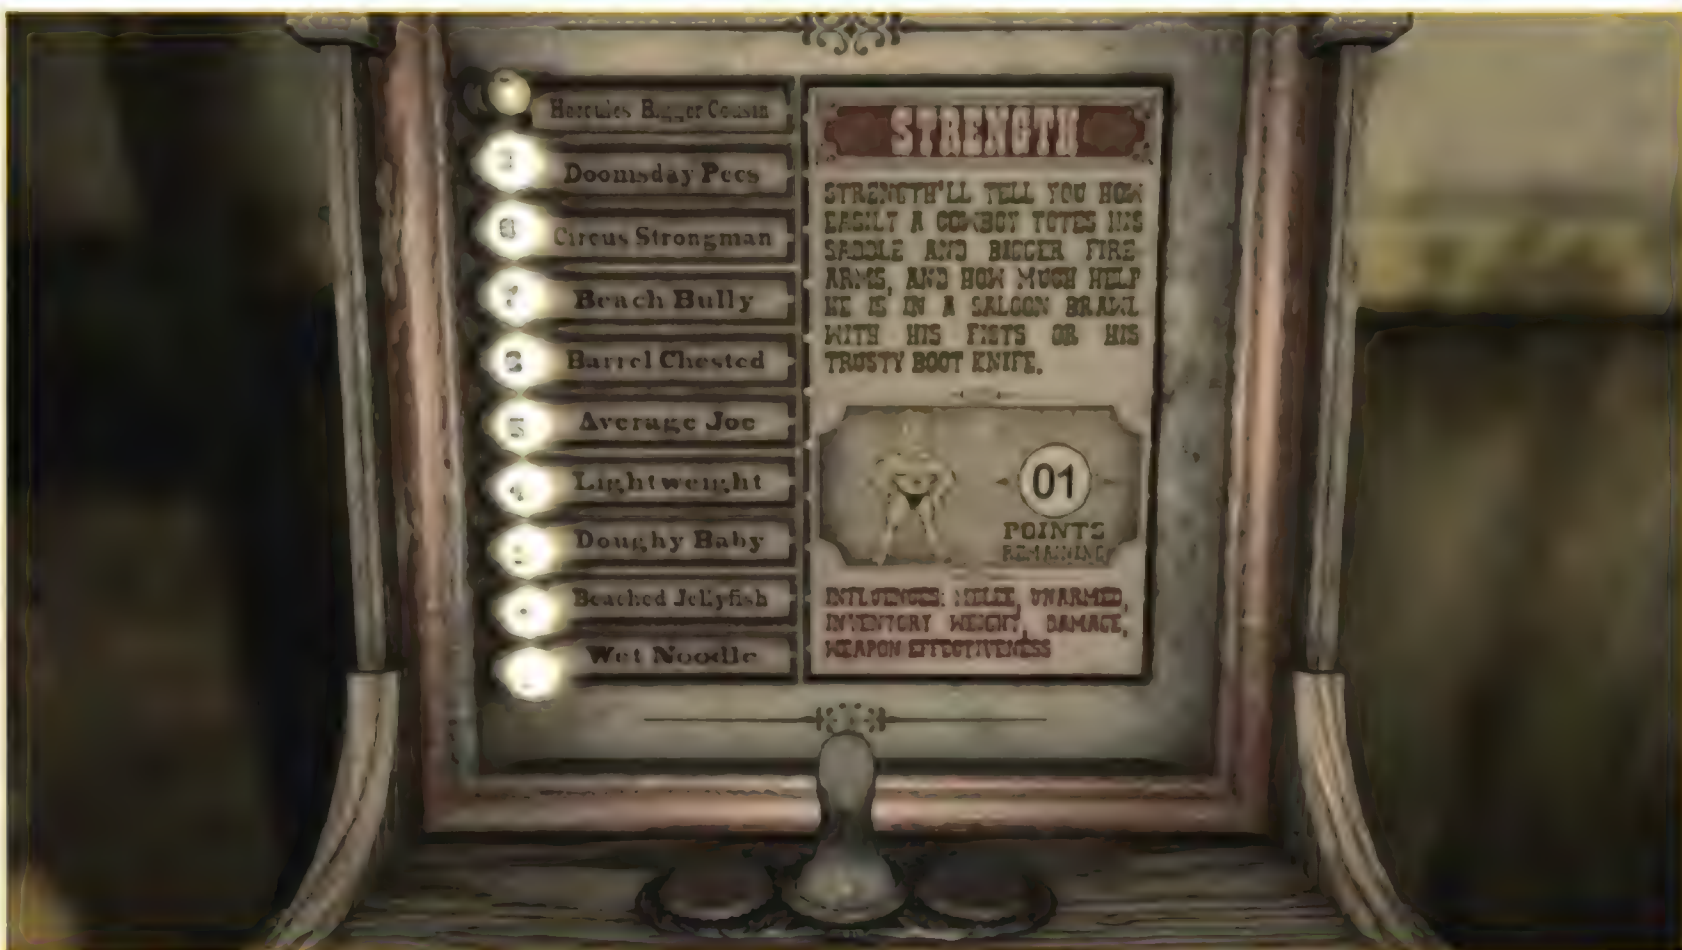 Hercules Bigger Cousin
Doomsday Pecs
Circus Strongman
Beach Bully
Barrel Chested
5 Average Joe
4 Lightweight
Doughy Baby
Beached Jellyfish
Wet Noodle
STRENGTH
STRENGTH'LL TELL YOU HOW
EASILY A COWBOY TOTES HIS
SADDLE AND BIGGER FIRE-
ARMS, AND HOW MUCH HELP
HE IS IN A SALOON BRAWL
WITH HIS FISTS OR HIS
TRUSTY BOOT KNIFE.
01
POINTS
REMAINING
INFLUENCES: MELEE, UNARMED,
INVENTORY WEIGHT, DAMAGE,
WEAPON EFFECTIVENESS